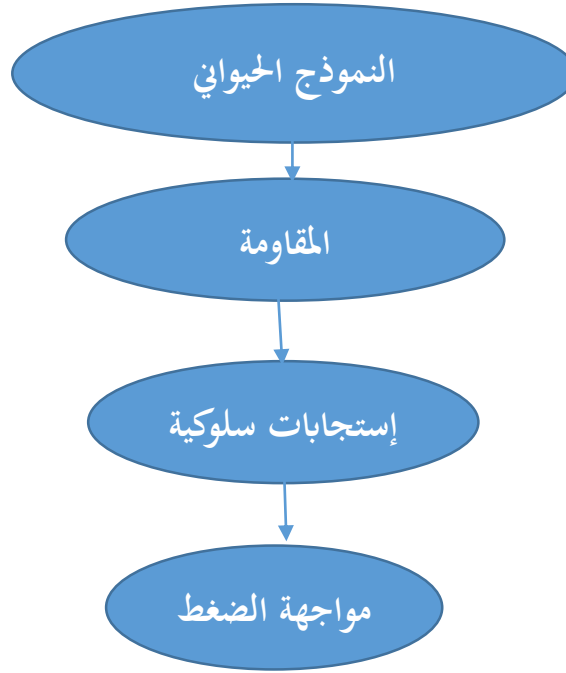 النموذج الحيواني
المقاومة
إستجابات سلوكية
مواجهة الضغط